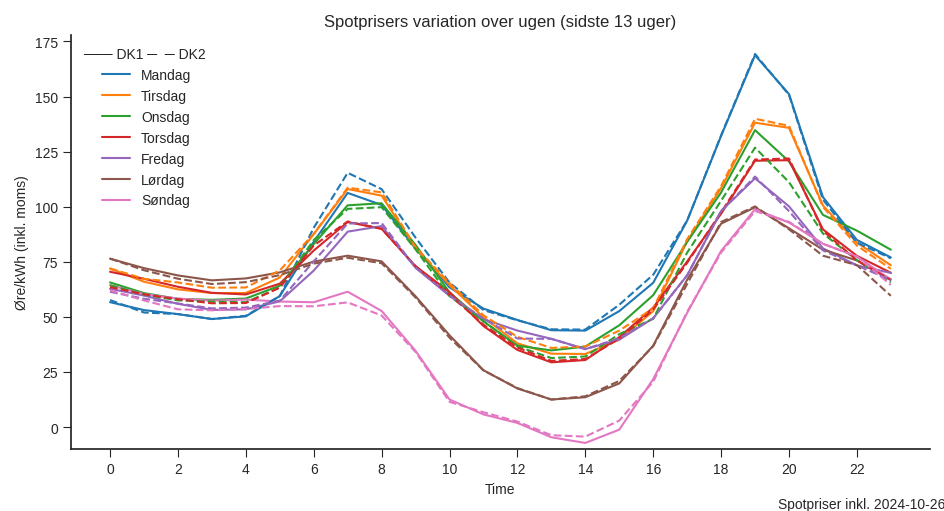 Spotprisers variation over ugen (sidste 13 uger)
175
150
125
100
75
50
25
0
Øre/kWh (inkl. moms)
DK1 DK2
Mandag
Tirsdag
Onsdag
Torsdag
Fredag
Lørdag
Søndag
0 2 4 6 8 10 12 14 16 18 20 22
Time
Spotpriser inkl. 2024-10-26